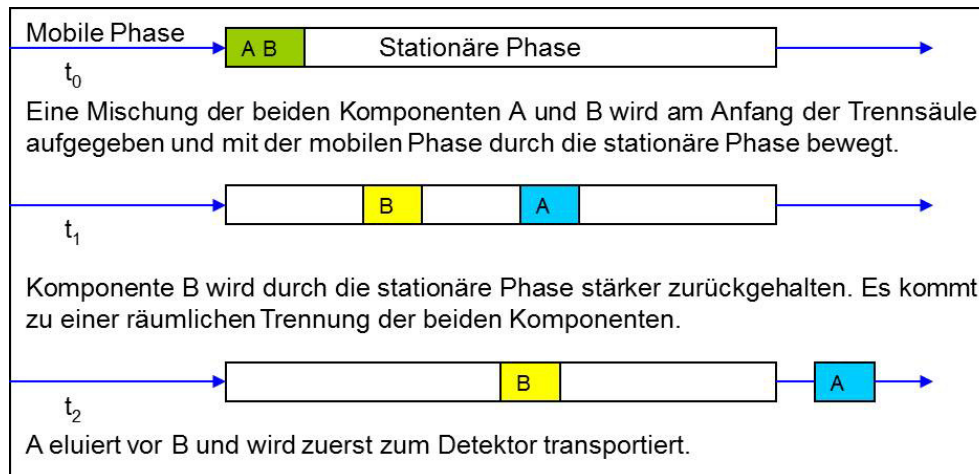 Mobile Phase
A B Stationäre Phase
t0
Eine Mischung der beiden Komponenten A und B wird am Anfang der Trennsäule
aufgegeben und mit der mobilen Phase durch die stationäre Phase bewegt.
B A
t1
Komponente B wird durch die stationäre Phase stärker zurückgehalten. Es kommt
zu einer räumlichen Trennung der beiden Komponenten.
B A
t2
A eluiert vor B und wird zuerst zum Detektor transportiert.